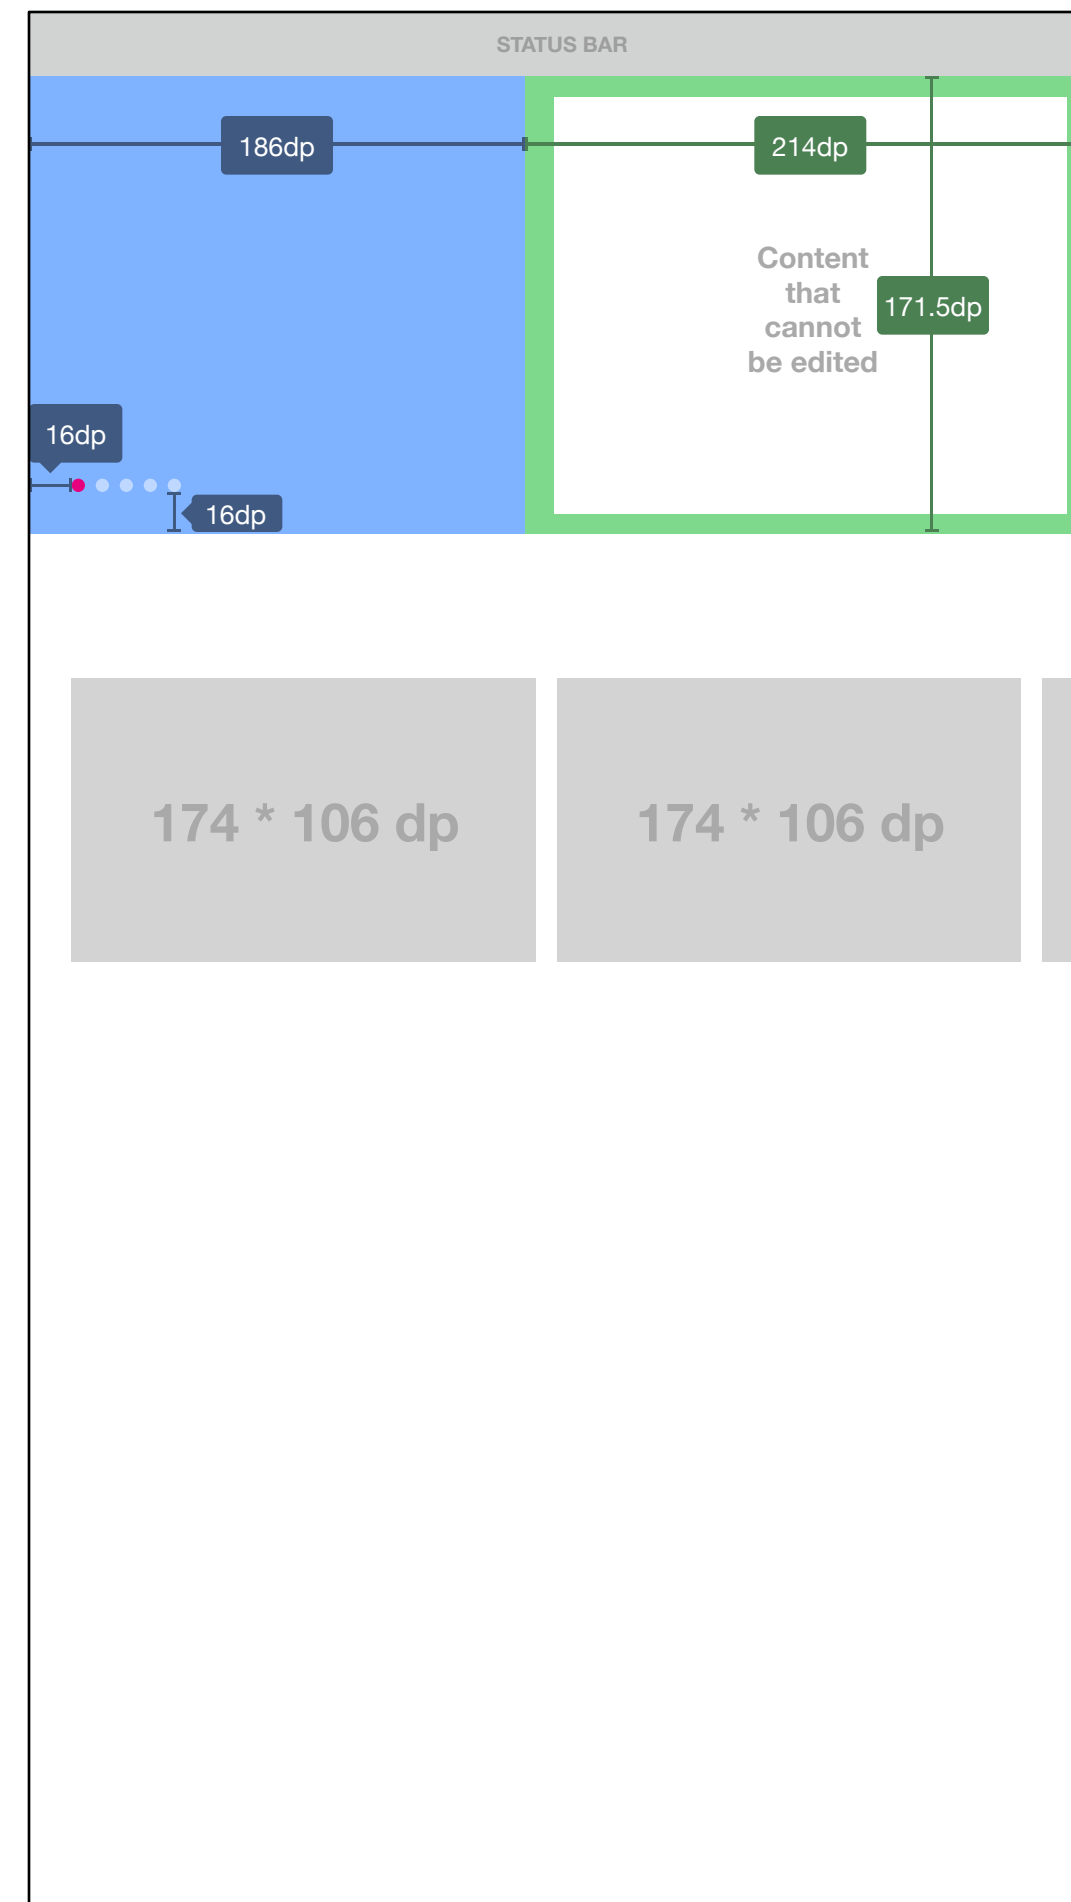 STATUS BAR
186dp
214dp
Content
that
cannot
be edited
171.5dp
16dp
16dp
174 * 106 dp
174 * 106 dp